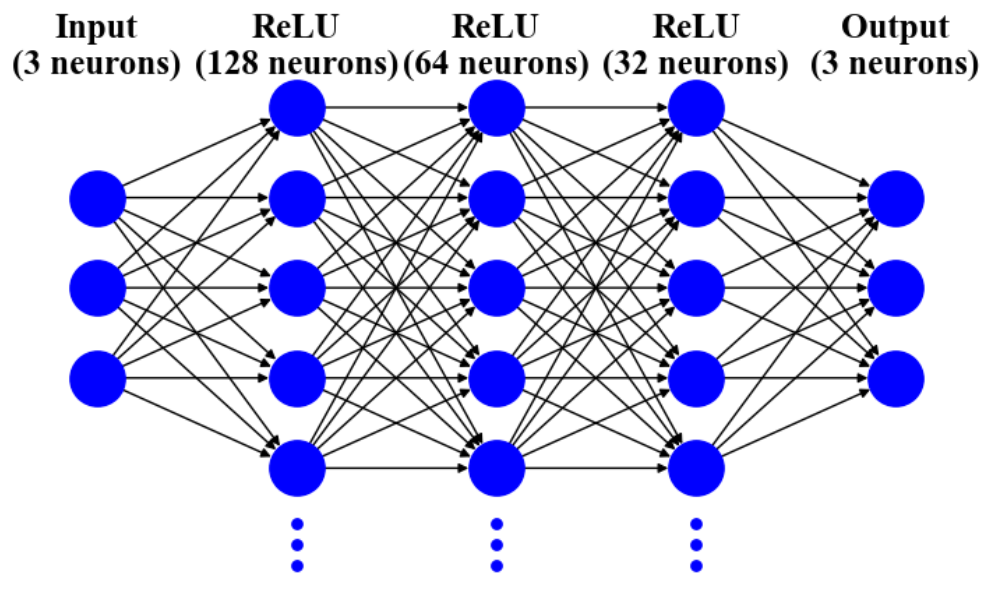 Input
(3 neurons)
ReLU
(128 neurons)
ReLU
(64 neurons)
ReLU
(32 neurons)
Output
(3 neurons)